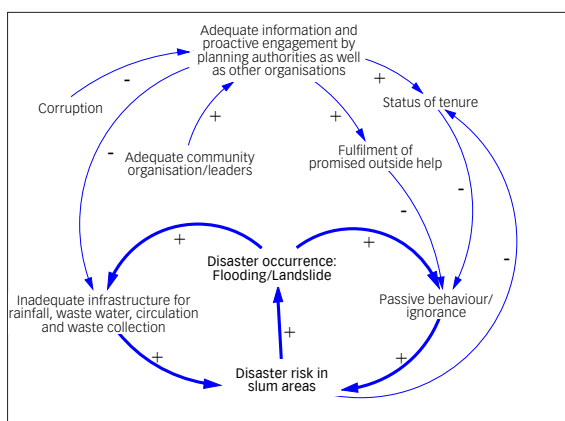 Adequate information and
proactive engagement by
planning authorities as well
as other organisations
-
+
Corruption
Status of tenure
+
+
-
Adequate community
organisation/leaders
Fulfilment of
promised outside help
-
-
+
+
-
Disaster occurrence:
Flooding/Landslide
Inadequate infrastructure for
rainfall, waste water, circulation
and waste collection
Passive behaviour/
ignorance
+
+
+
Disaster risk in
slum areas